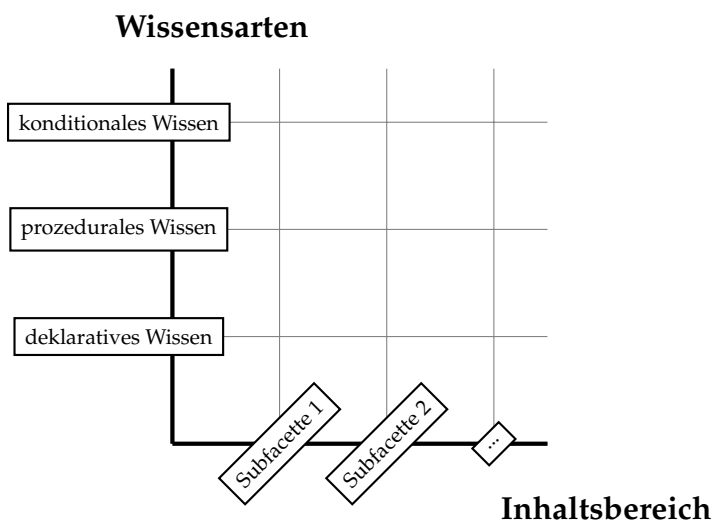 Wissensarten
konditionales Wissen
prozedurales Wissen
deklaratives Wissen
Subfacette 1
Subfacette 2
...
Inhaltsbereich